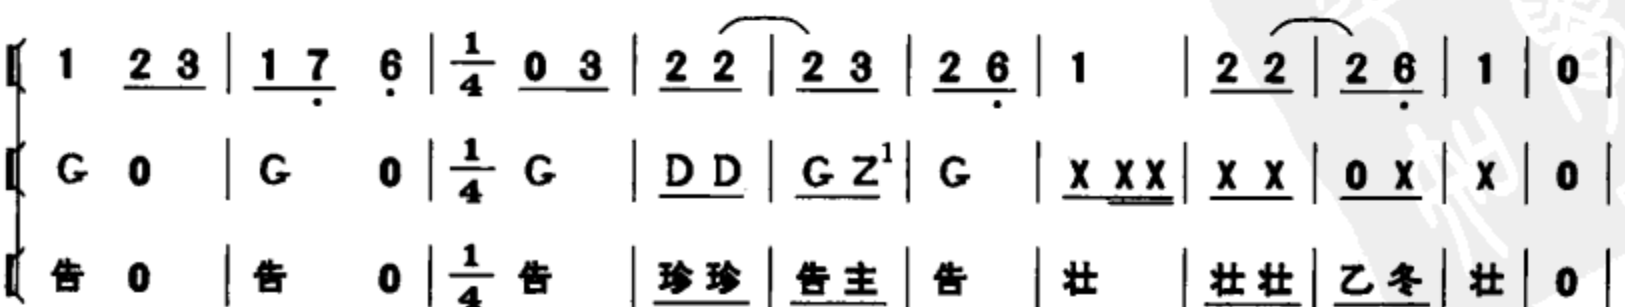 1 2 3 | 1 7 6 | 1/4 0 3 | 2 2 | 2 3 | 2 6 | 1 | 2 2 | 2 6 | 1 | 0 |
G 0 | G 0 | 1/4 G | D D | G Z¹ | G | X X X | X X | 0 X | X | 0 |
告 0 | 告 0 | 1/4 告 | 珍 珍 | 告 主 | 告 | 壮 | 壮 壮 | 乙 冬 | 壮 | 0 |